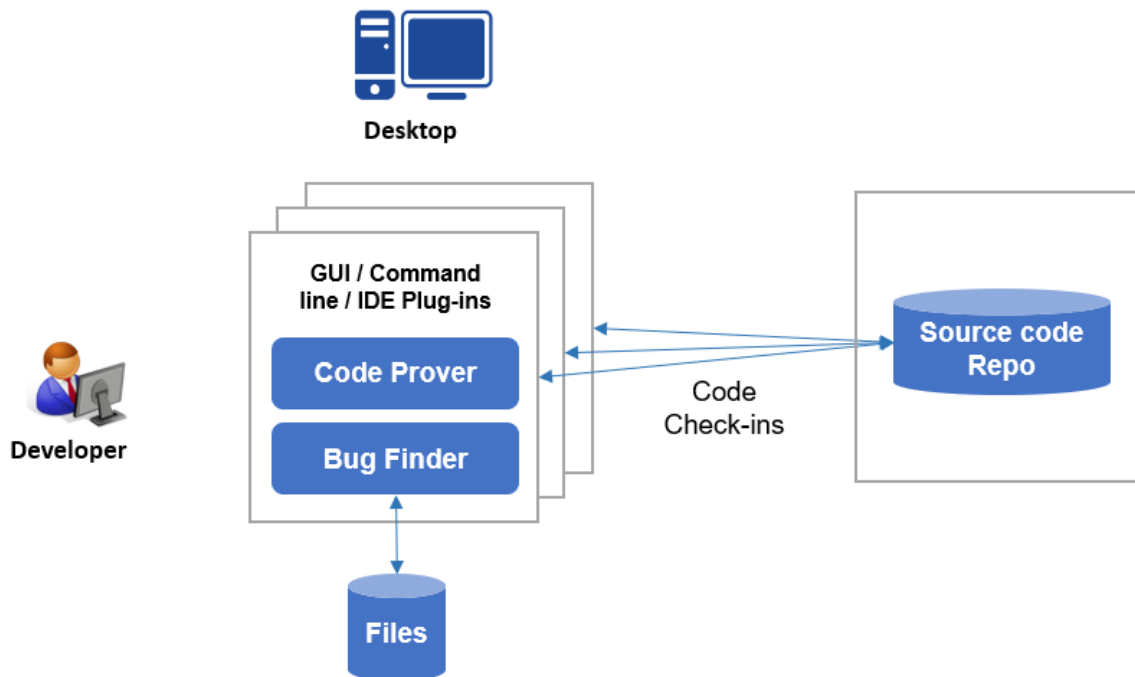 Desktop
GUI / Command
line / IDE Plug-ins
Code Prover
Bug Finder
Files
Developer
Code
Check-ins
Source code
Repo